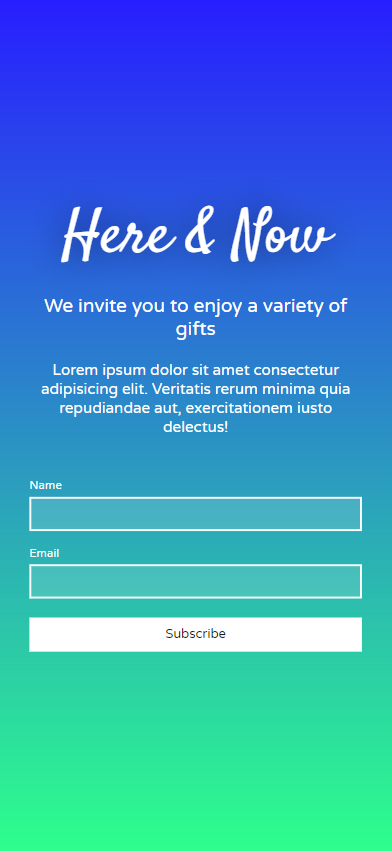 Here & Now
We invite you to enjoy a variety of
gifts
Lorem ipsum dolor sit amet consectetur
adipisicing elit. Veritatis rerum minima quia
repudiandae aut, exercitationem iusto
delectus!
Name
Email
Subscribe